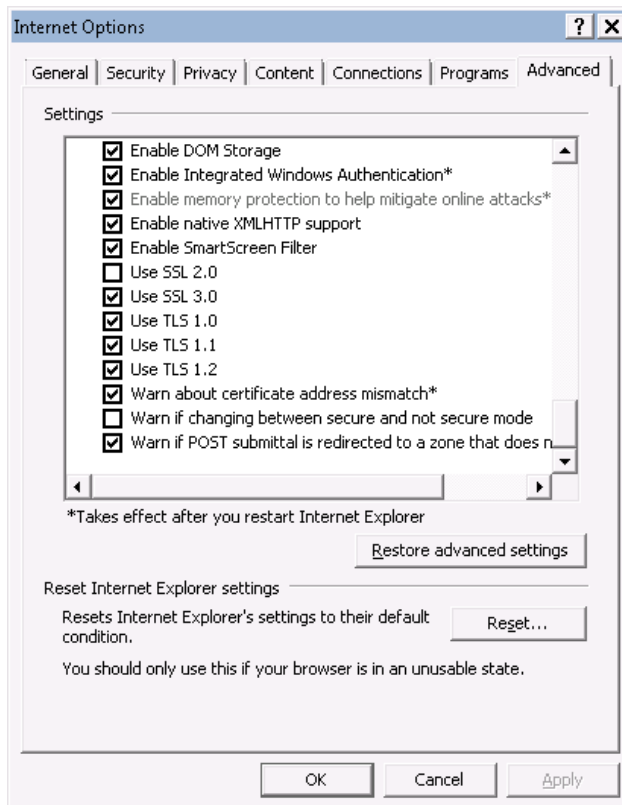 Internet Options
General Security Privacy Content Connections Programs Advanced
Settings
Enable DOM Storage
Enable Integrated Windows Authentication*
Enable memory protection to help mitigate online attacks*
Enable native XMLHTTP support
Enable SmartScreen Filter
Use SSL 2.0
Use SSL 3.0
Use TLS 1.0
Use TLS 1.1
Use TLS 1.2
Warn about certificate address mismatch*
Warn if changing between secure and not secure mode
Warn if POST submittal is redirected to a zone that does n
*Takes effect after you restart Internet Explorer
Restore advanced settings
Reset Internet Explorer settings
Resets Internet Explorer's settings to their default
condition.
Reset...
You should only use this if your browser is in an unusable state.
OK Cancel Apply